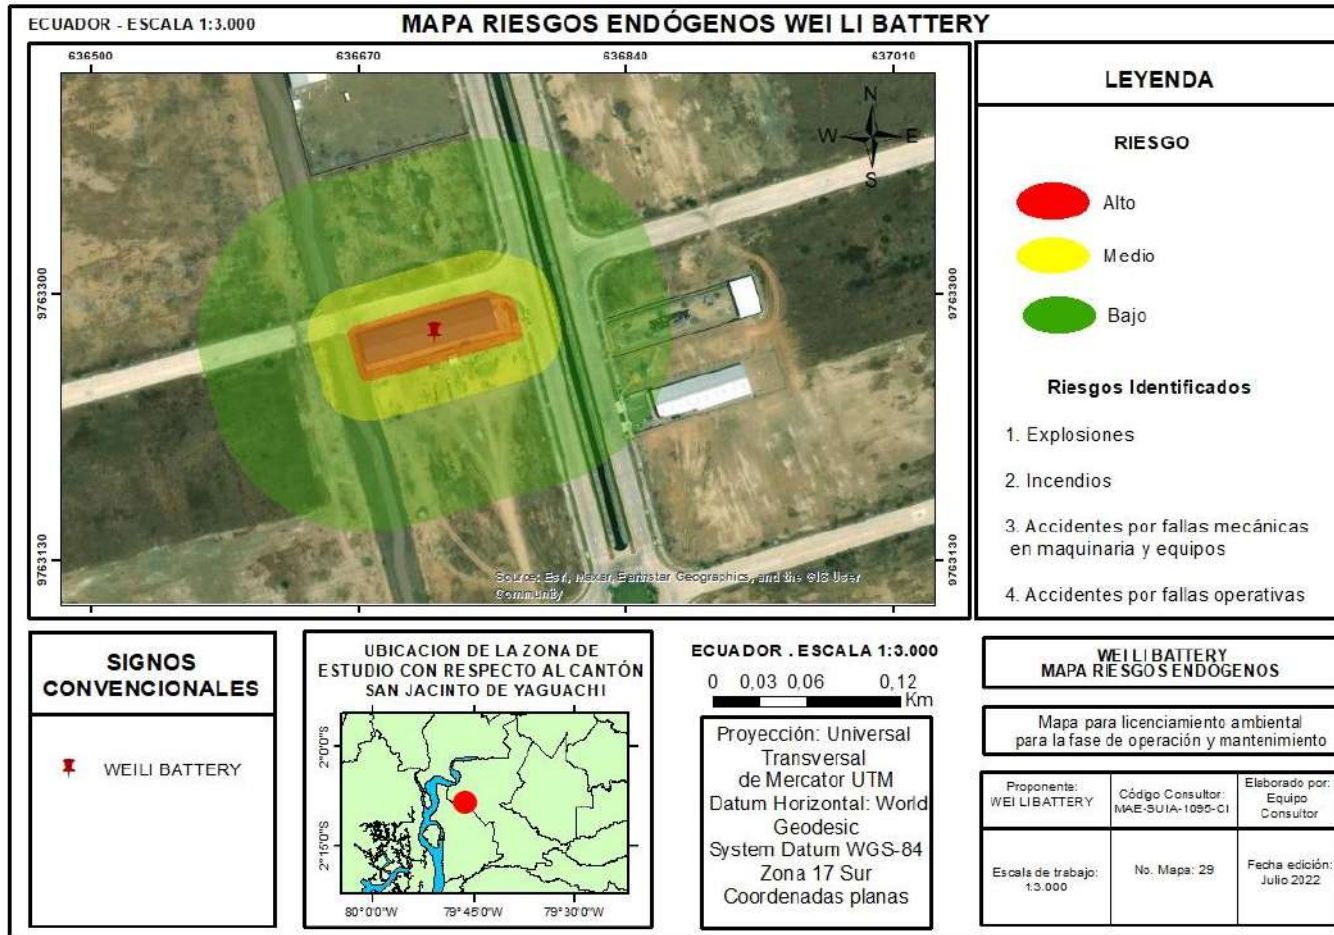 ECUADOR - ESCALA 1:3.000
MAPA RIESGOS ENDÓGENOS WEI LI BATTERY
636500
636670
636840
637010
N
W
E
S
9763300
9763300
9763130
9763130
Source: Esri, Maxar, Earthstar Geographics, and the GIS User
Community
LEYENDA
RIESGO
Alto
Medio
Bajo
Riesgos Identificados
1. Explosiones
2. Incendios
3. Accidentes por fallas mecánicas
en maquinaria y equipos
4. Accidentes por fallas operativas
SIGNOS
CONVENCIONALES
WEILI BATTERY
UBICACION DE LA ZONA DE
ESTUDIO CON RESPECTO AL CANTÓN
SAN JACINTO DE YAGUACHI
2°0'0"S
2°15'0"S
80°0'0"W
79°45'0"W
79°30'0"W
ECUADOR . ESCALA 1:3.000
0 0,03 0,06 0,12
Km
Proyección: Universal
Transversal
de Mercator UTM
Datum Horizontal: World
Geodesic
System Datum WGS-84
Zona 17 Sur
Coordenadas planas
WEI LI BATTERY
MAPA RIESGOS ENDÓGENOS
Mapa para licenciamiento ambiental
para la fase de operación y mantenimiento
Proponente:
WEI LI BATTERY
Código Consultor:
MAE-SUIA-1095-CI
Elaborado por:
Equipo
Consultor
Escala de trabajo:
1:3.000
No. Mapa: 29
Fecha edición:
Julio 2022